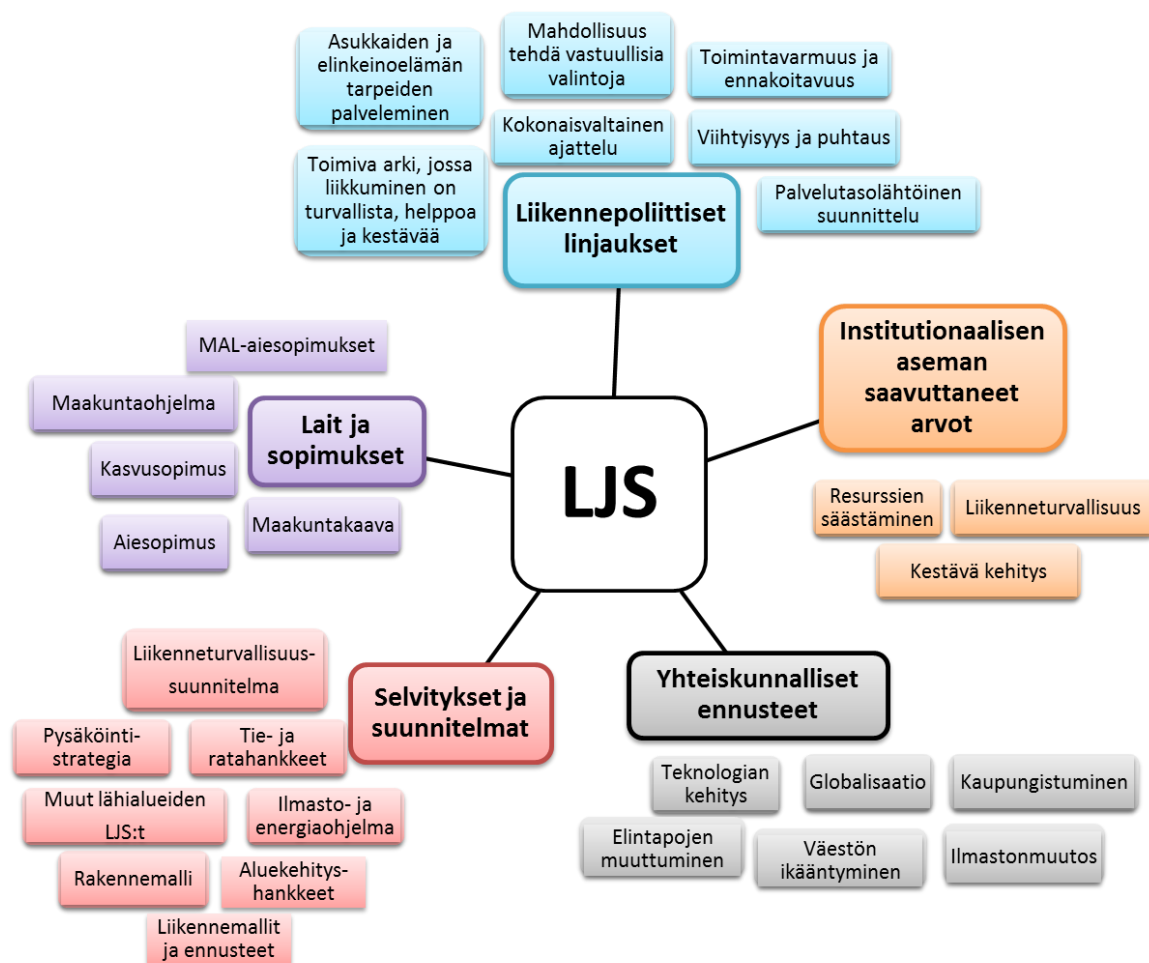 Asukkaiden ja
elinkeinoelämän
tarpeiden
palveleminen
Mahdollisuus
tehdä vastuullisia
valintoja
Toimintavarmuus ja
ennakoitavuus
Kokonaisvaltainen
ajattelu
Viihtyisyys ja puhtaus
Toimiva arki, jossa
liikkuminen on
turvallista, helppoa
ja kestävää
Liikennepoliittiset
linjaukset
Palvelutasolähtöinen
suunnittelu
Institutionaalisen
aseman
saavuttaneet
arvot
Resurssien
säästäminen
Liikenneturvallisuus
Kestävä kehitys
MAL-aiesopimukset
Maakuntaohjelma
Lait ja
sopimukset
Kasvusopimus
Maakuntakaava
Aiesopimus
LJS
Liikenneturvallisuus-
suunnitelma
Selvitykset ja
suunnitelmat
Pysäköinti-
strategia
Tie- ja
ratahankkeet
Muut lähialueiden
LJS:t
Ilmasto- ja
energiaohjelma
Rakennemalli
Aluekehitys-
hankkeet
Liikennemallit
ja ennusteet
Yhteiskunnalliset
ennusteet
Teknologian
kehitys
Globalisaatio
Kaupungistuminen
Elintapojen
muuttuminen
Väestön
ikääntyminen
Ilmastonmuutos